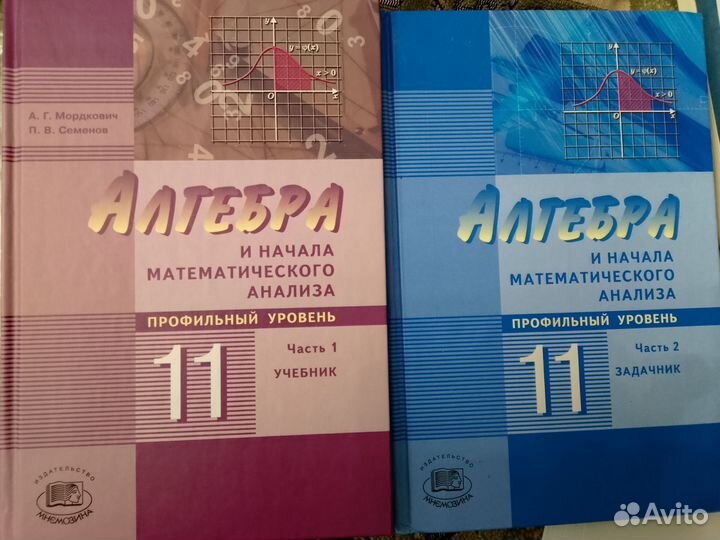 y = φ(x)
x > 0
y
O
x
А. Г. Мордкович
П. В. Семенов
АЛГЕБРА
И НАЧАЛА
МАТЕМАТИЧЕСКОГО
АНАЛИЗА
ПРОФИЛЬНЫЙ УРОВЕНЬ
11
Часть 1
УЧЕБНИК
ИЗДАТЕЛЬСТВО
МНЕМОЗИНА
y = φ(x)
x > 0
y
O
x
АЛГЕБРА
И НАЧАЛА
МАТЕМАТИЧЕСКОГО
АНАЛИЗА
ПРОФИЛЬНЫЙ УРОВЕНЬ
11
Часть 2
ЗАДАЧНИК
ИЗДАТЕЛЬСТВО
МНЕМОЗИНА
Avito